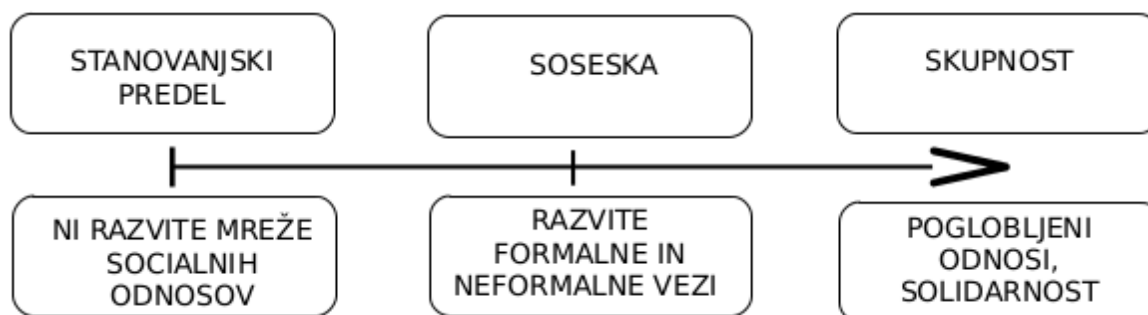 STANOVANJSKI
PREDEL
SOSESKA
SKUPNOST
NI RAZVITE MREŽE
SOCIALNIH
ODNOSOV
RAZVITE
FORMALNE IN
NEFORMALNE VEZI
POGLOBLJENI
ODNOSI,
SOLIDARNOST